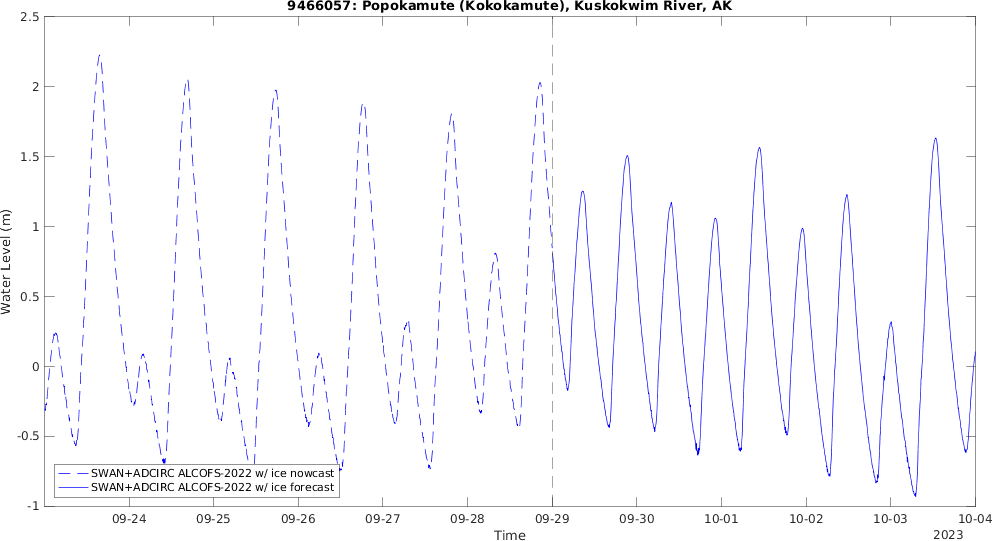 9466057: Popokamute (Kokokamute), Kuskokwim River, AK
2.5
2
1.5
1
0.5
0
-0.5
-1
Water Level (m)
SWAN+ADCIRC ALCOFS-2022 w/ ice nowcast
SWAN+ADCIRC ALCOFS-2022 w/ ice forecast
09-24 09-25 09-26 09-27 09-28 09-29 09-30 10-01 10-02 10-03 10-04
Time
2023